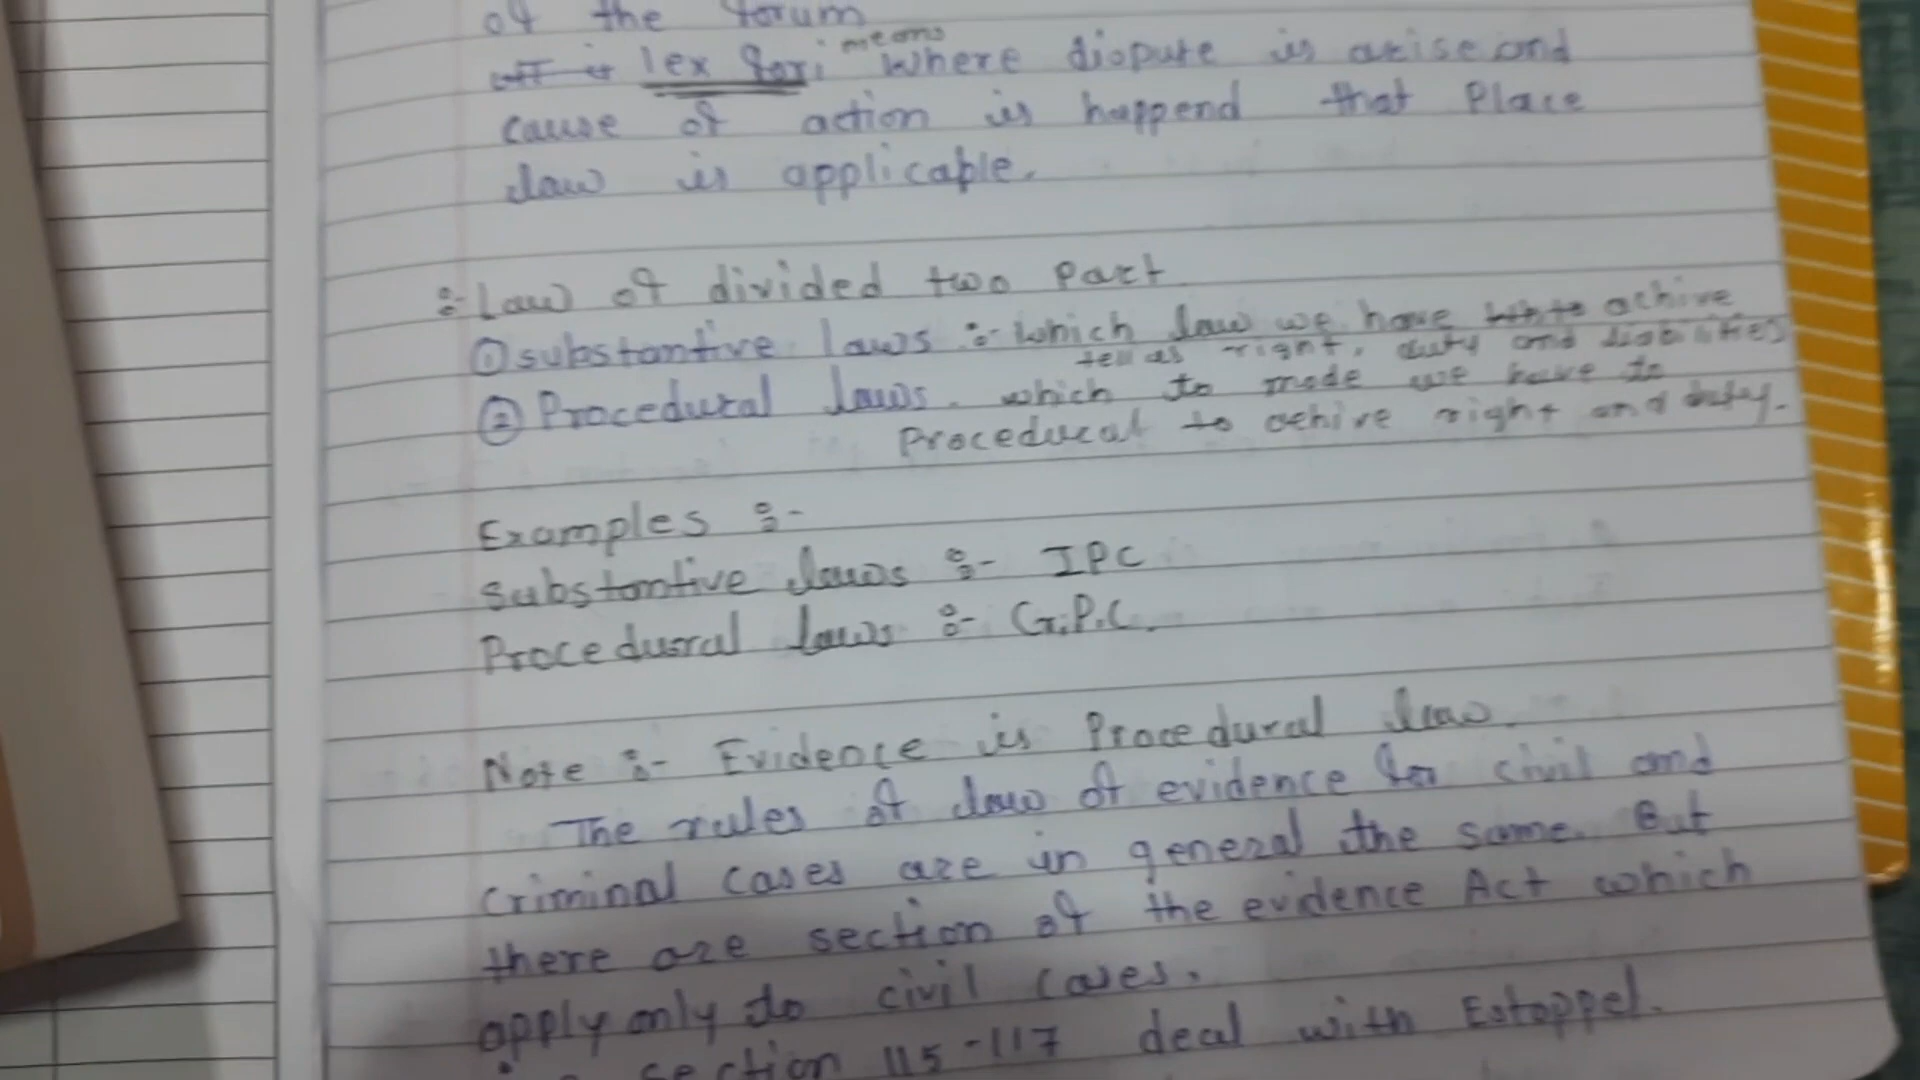 of the forum
lex fori means where dispute is arise and
cause of action is happend that Place
law is applicable.
:- Law of divided two Part
① substantive laws :- which law we have to achive
tell as right, duty and liabilities
② Procedural laws. which to made we have to
Procedural to achive right and duty.
Examples :-
Substantive laws :- IPC
Procedural laws :- Cr.P.C.
Note :- Evidence is Procedural law.
The rules of law of evidence for civil and
criminal cases are in general the same. But
there are section of the evidence Act which
apply only to civil cases.
section 115-117 deal with Estoppel.